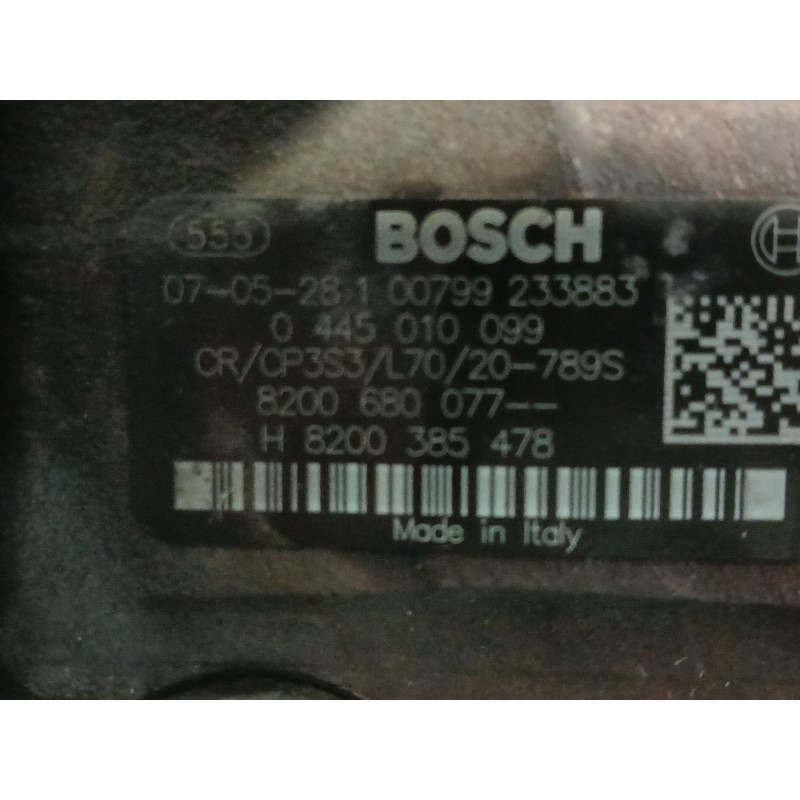 555 BOSCH
07-05-28 1 00799 233883
0 445 010 099
CR/CP3S3/L70/20-789S
8200 680 077--
H 8200 385 478
Made in Italy